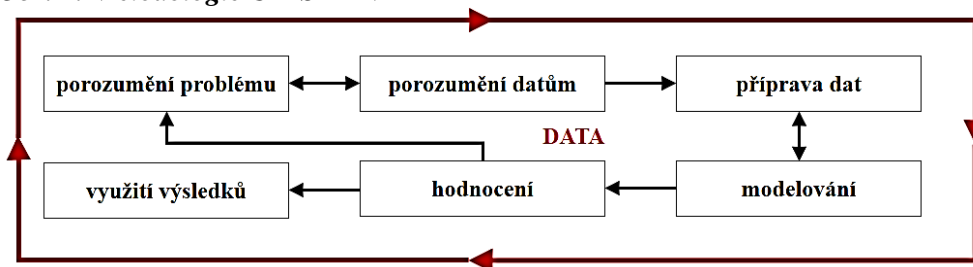 porozumění problému
porozumění datům
příprava dat
DATA
využití výsledků
hodnocení
modelování